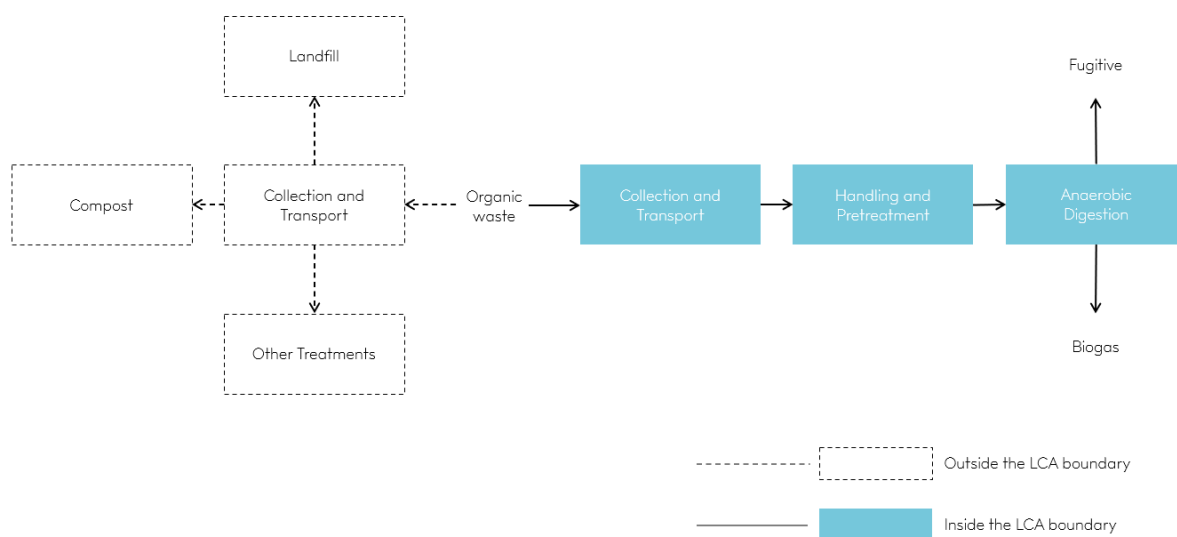 Landfill
Fugitive
Compost
Collection and
Transport
Organic
waste
Collection and
Transport
Handling and
Pretreatment
Anaerobic
Digestion
Other Treatments
Biogas
Outside the LCA boundary
Inside the LCA boundary